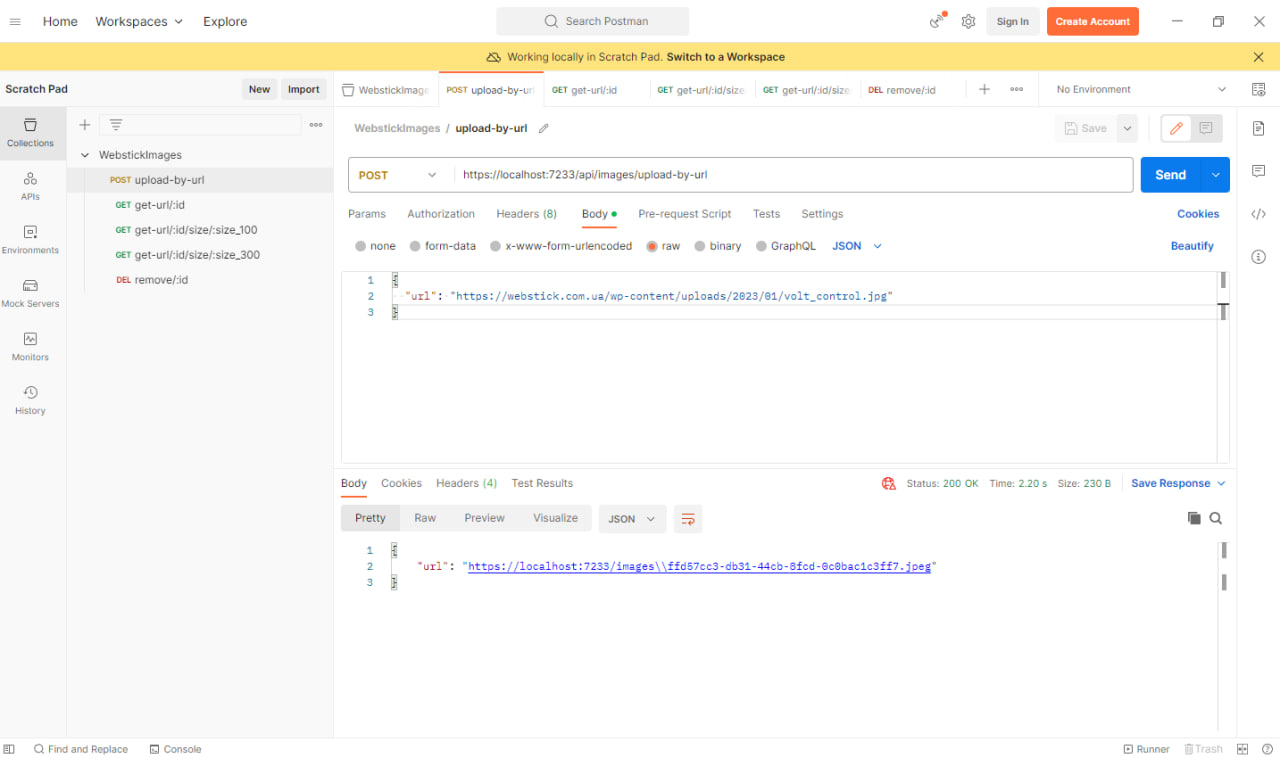 Home Workspaces Explore Search Postman Sign In Create Account
Working locally in Scratch Pad. Switch to a Workspace
Scratch Pad New Import
WebstickImage POST upload-by-ur GET get-url/:id GET get-url/:id/size GET get-url/:id/size DEL remove/:id No Environment
Collections
APIs
Environments
Mock Servers
Monitors
History
WebstickImages
POST upload-by-url
GET get-url/:id
GET get-url/:id/size/:size_100
GET get-url/:id/size/:size_300
DEL remove/:id
WebstickImages / upload-by-url Save
POST https://localhost:7233/api/images/upload-by-url Send
Params Authorization Headers (8) Body Pre-request Script Tests Settings Cookies
none form-data x-www-form-urlencoded raw binary GraphQL JSON Beautify
1 {
2 "url": "https://webstick.com.ua/wp-content/uploads/2023/01/volt_control.jpg"
3 }
Body Cookies Headers (4) Test Results Status: 200 OK Time: 2.20 s Size: 230 B Save Response
Pretty Raw Preview Visualize JSON
1 {
2 "url": "https://localhost:7233/images\\ffd57cc3-db31-44cb-8fcd-0c0bac1c3ff7.jpeg"
3 }
Find and Replace Console Runner Trash